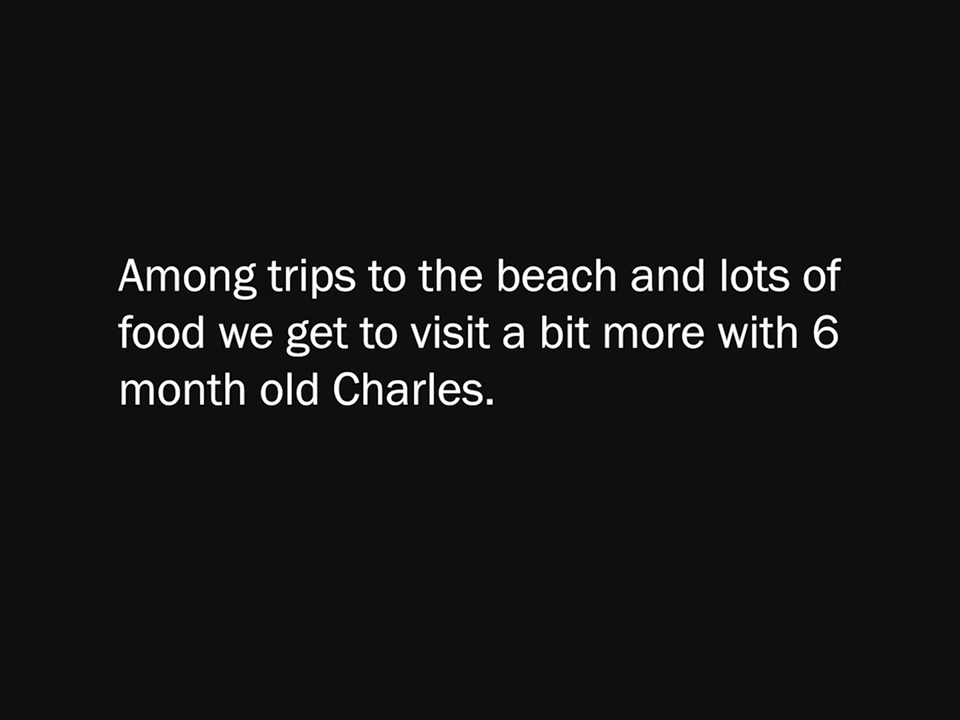 Among trips to the beach and lots of
food we get to visit a bit more with 6
month old Charles.